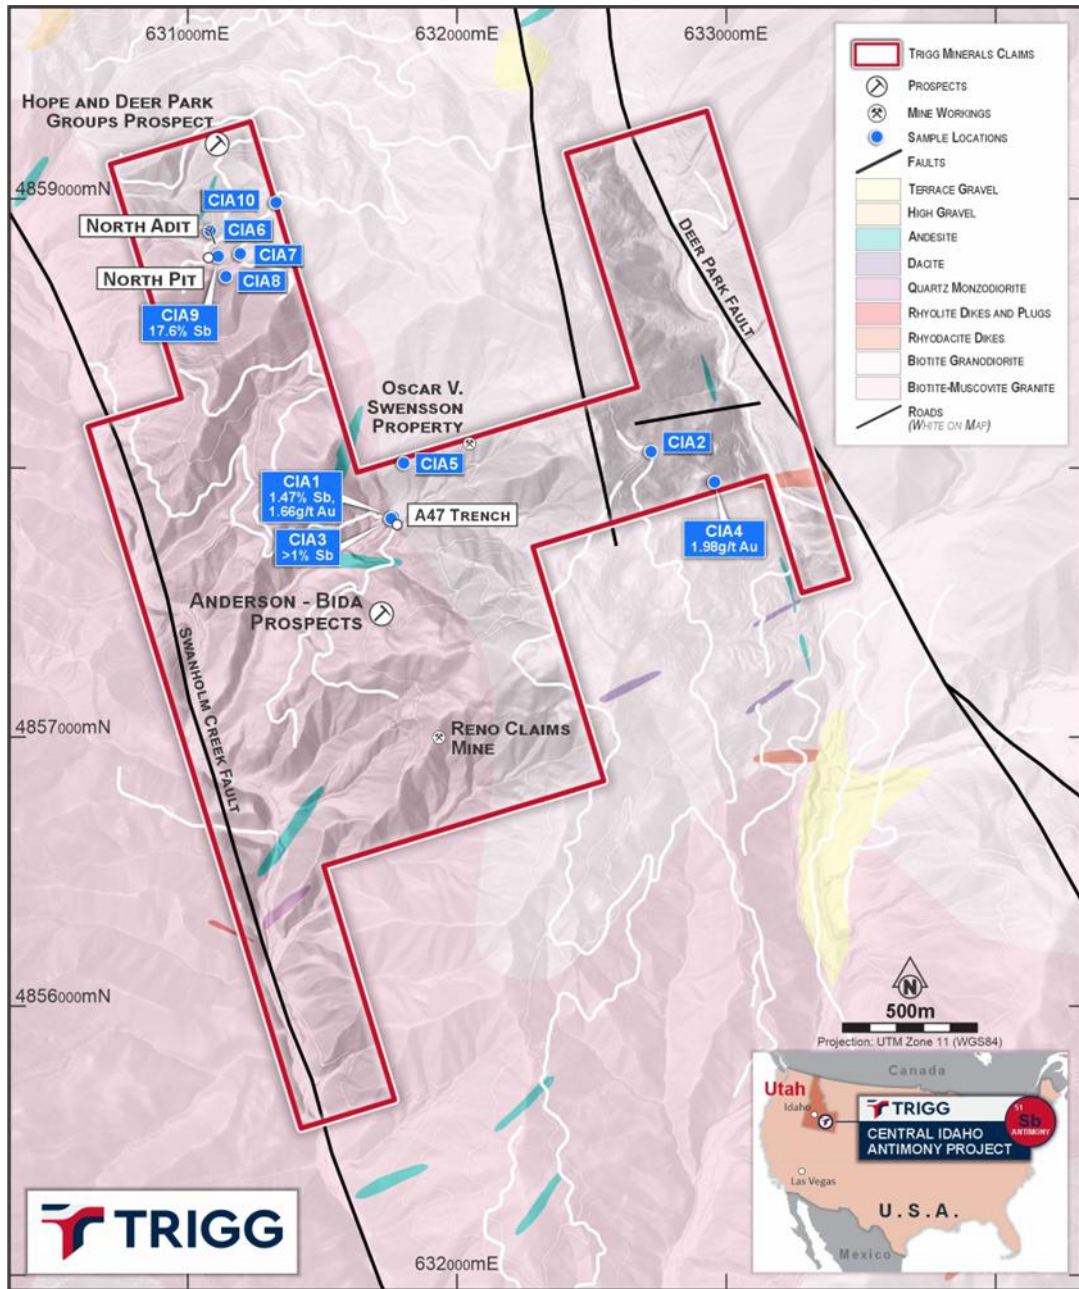 631000mE
632000mE
633000mE
HOPE AND DEER PARK
GROUPS PROSPECT
4859000mN
CIA10
NORTH ADIT
CIA6
CIA7
NORTH PIT
CIA8
CIA9
17.6% Sb
DEER PARK FAULT
OSCAR V.
SWENSSON
PROPERTY
CIA5
CIA2
CIA1
1.47% Sb,
1.66g/t Au
A47 TRENCH
CIA3
>1% Sb
CIA4
1.98g/t Au
ANDERSON - BIDA
PROSPECTS
SWANHOLM CREEK FAULT
4857000mN
RENO CLAIMS
MINE
4856000mN
632000mE
TRIGG MINERALS CLAIMS
PROSPECTS
MINE WORKINGS
SAMPLE LOCATIONS
FAULTS
TERRACE GRAVEL
HIGH GRAVEL
ANDESITE
DACITE
QUARTZ MONZODIORITE
RHYOLITE DIKES AND PLUGS
RHYODACITE DIKES
BIOTITE GRANODIORITE
BIOTITE-MUSCOVITE GRANITE
ROADS
(WHITE ON MAP)
N
500m
Projection: UTM Zone 11 (WGS84)
Canada
Utah
Idaho
TRIGG
51
Sb
ANTIMONY
CENTRAL IDAHO
ANTIMONY PROJECT
Las Vegas
U.S.A.
Mexico
TRIGG